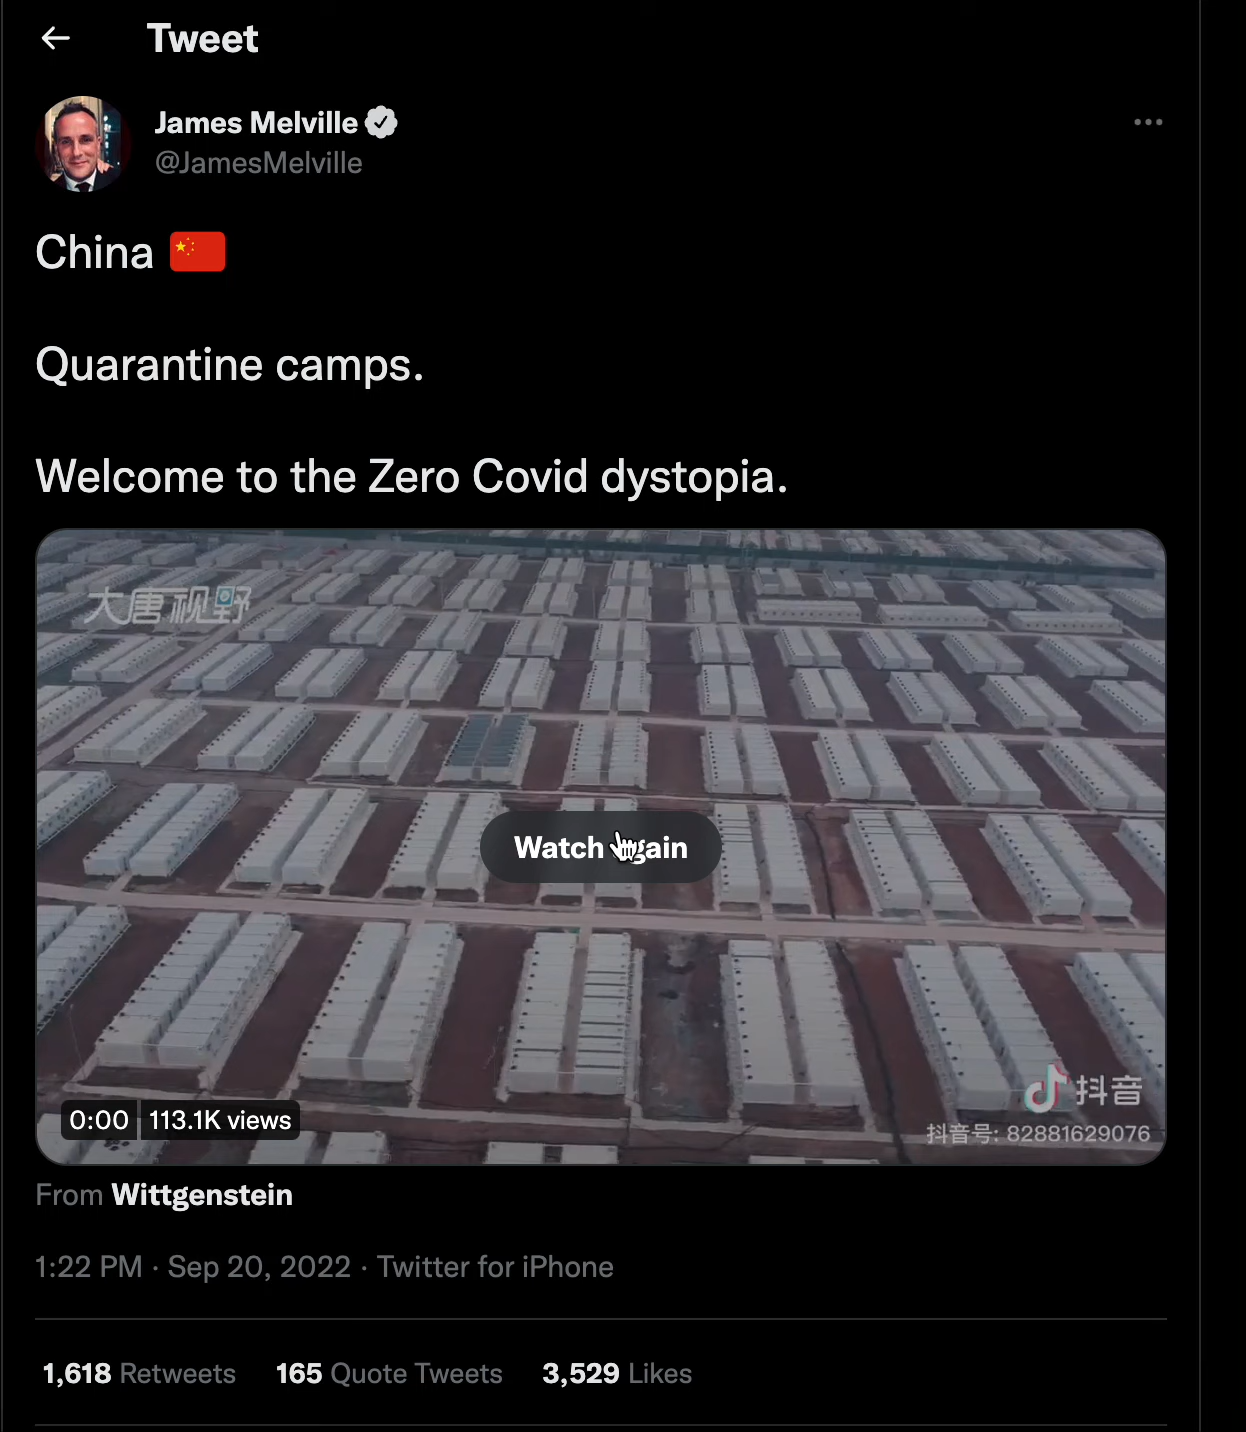 Tweet
James Melville
@JamesMelville
China
Quarantine camps.
Welcome to the Zero Covid dystopia.
大唐视野
Watch again
抖音
0:00 113.1K views
抖音号: 82881629076
From Wittgenstein
1:22 PM · Sep 20, 2022 · Twitter for iPhone
1,618 Retweets 165 Quote Tweets 3,529 Likes